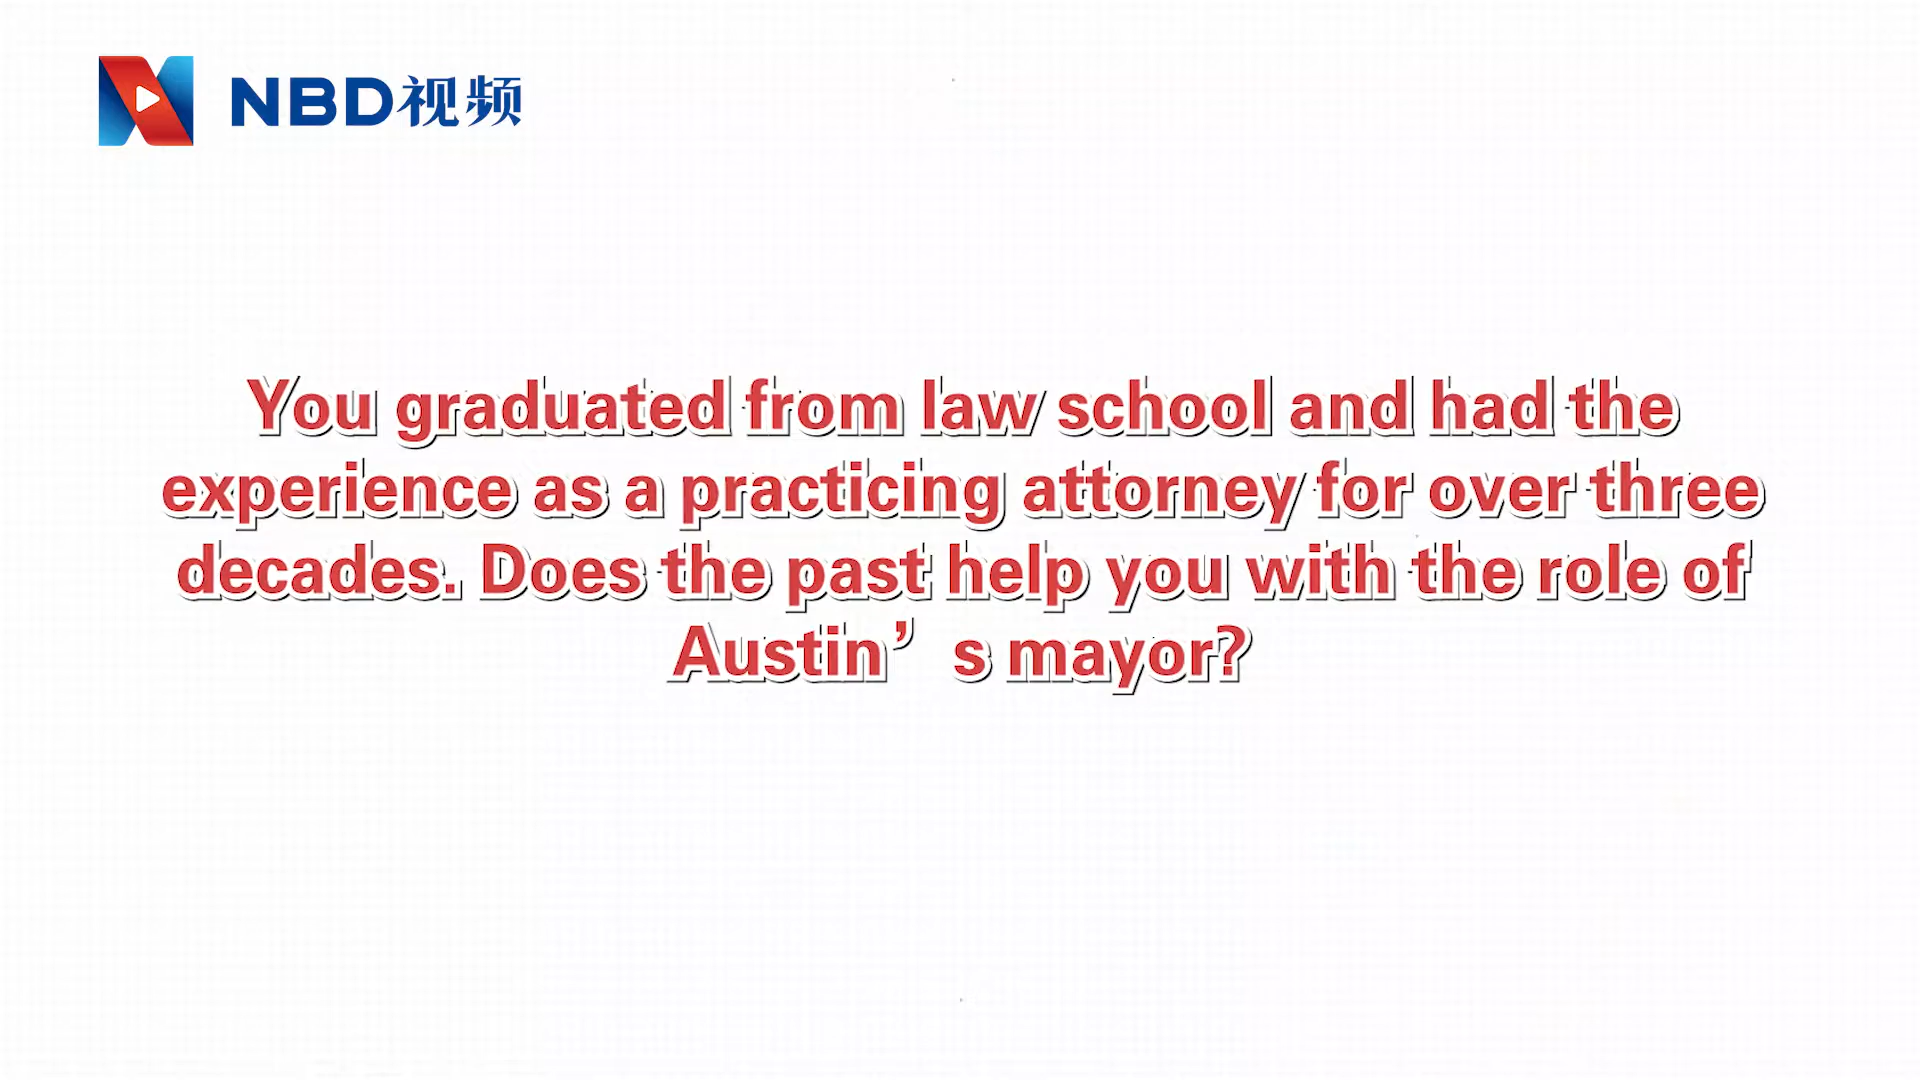 NBD视频
You graduated from law school and had the
experience as a practicing attorney for over three
decades. Does the past help you with the role of
Austin’s mayor?